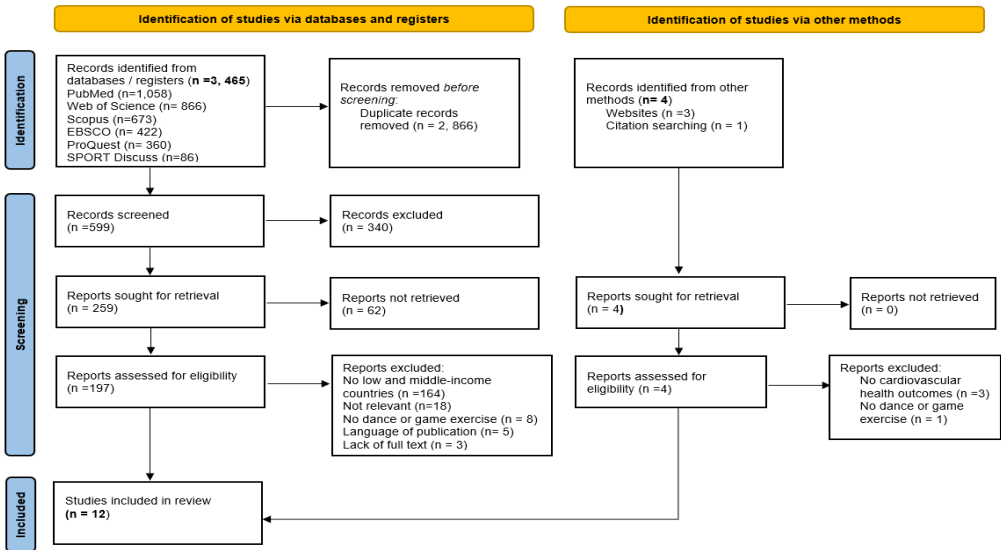 Identification of studies via databases and registers
Identification of studies via other methods
Identification
Records identified from
databases / registers (n =3, 465)
PubMed (n=1,058)
Web of Science (n= 866)
Scopus (n=673)
EBSCO (n= 422)
ProQuest (n= 360)
SPORT Discuss (n=86)
Records removed before
screening:
Duplicate records
removed (n = 2, 866)
Records identified from other
methods (n= 4)
Websites (n =3)
Citation searching (n = 1)
Screening
Records screened
(n =599)
Records excluded
(n = 340)
Reports sought for retrieval
(n = 259)
Reports not retrieved
(n = 62)
Reports sought for retrieval
(n = 4)
Reports not retrieved
(n = 0)
Reports assessed for eligibility
(n =197)
Reports excluded:
No low and middle-income
countries (n =164)
Not relevant (n=18)
No dance or game exercise (n = 8)
Language of publication (n= 5)
Lack of full text (n = 3)
Reports assessed for
eligibility (n =4)
Reports excluded:
No cardiovascular
health outcomes (n =3)
No dance or game
exercise (n = 1)
Included
Studies included in review
(n = 12)